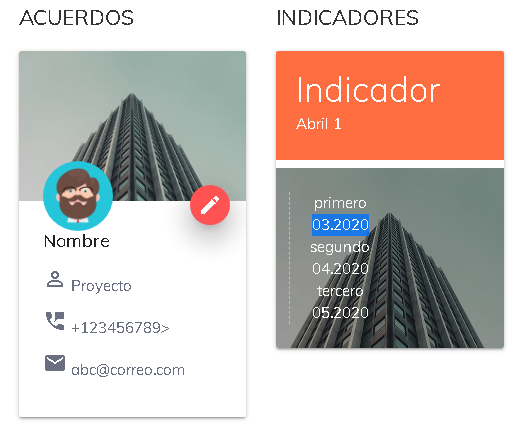 ACUERDOS
Nombre
Proyecto
+123456789>
abc@correo.com
INDICADORES
Indicador
Abril 1
primero
03.2020
segundo
04.2020
tercero
05.2020